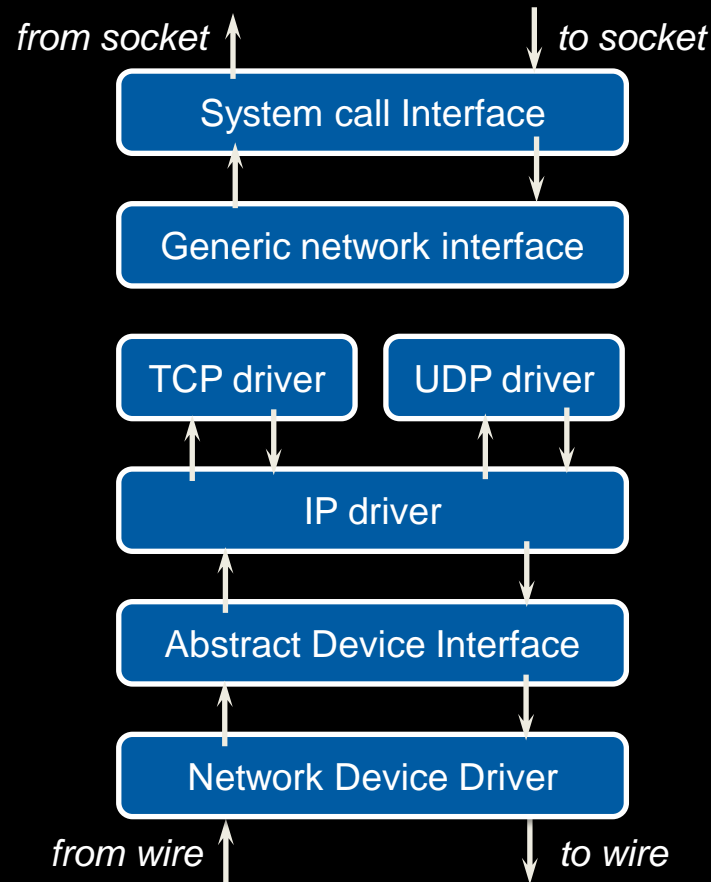 from socket
to socket
System call Interface
Generic network interface
TCP driver
UDP driver
IP driver
Abstract Device Interface
Network Device Driver
from wire
to wire